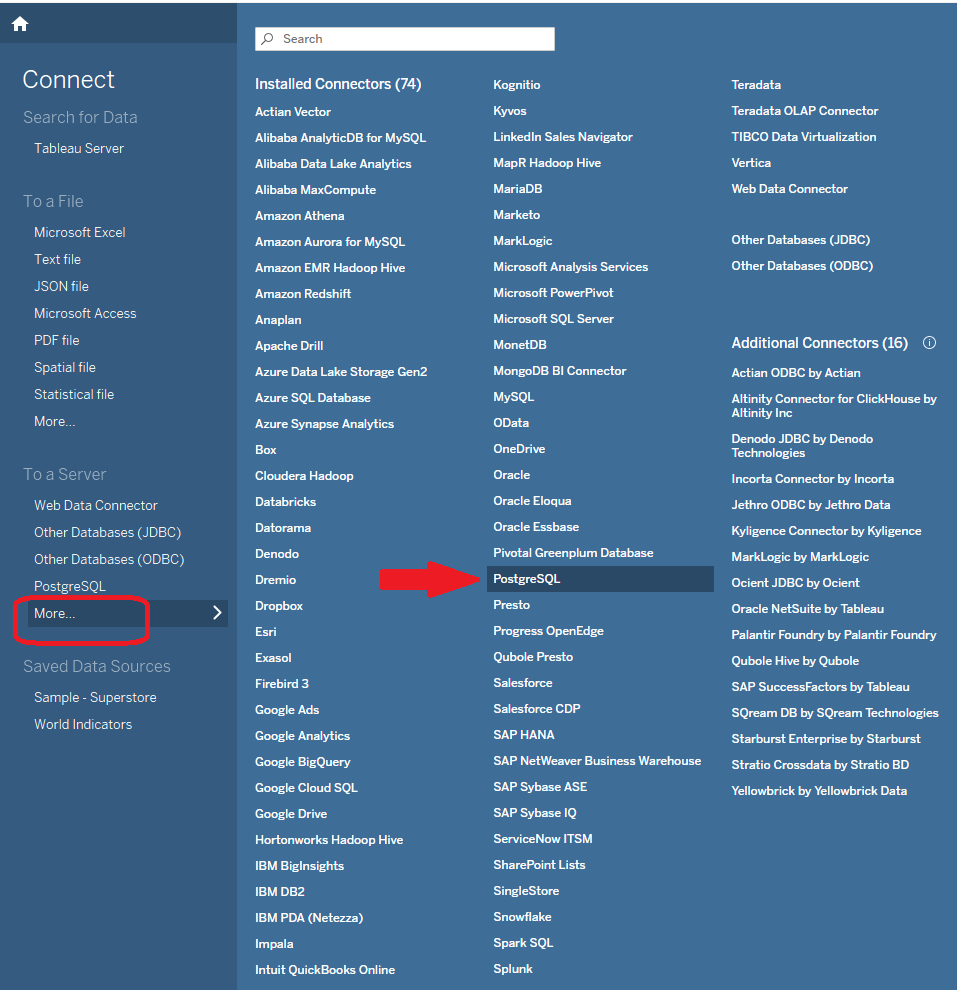 Connect
Search for Data
Tableau Server
To a File
Microsoft Excel
Text file
JSON file
Microsoft Access
PDF file
Spatial file
Statistical file
More...
To a Server
Web Data Connector
Other Databases (JDBC)
Other Databases (ODBC)
PostgreSQL
More...
Saved Data Sources
Sample - Superstore
World Indicators
Search
Installed Connectors (74)
Actian Vector
Alibaba AnalyticDB for MySQL
Alibaba Data Lake Analytics
Alibaba MaxCompute
Amazon Athena
Amazon Aurora for MySQL
Amazon EMR Hadoop Hive
Amazon Redshift
Anaplan
Apache Drill
Azure Data Lake Storage Gen2
Azure SQL Database
Azure Synapse Analytics
Box
Cloudera Hadoop
Databricks
Datorama
Denodo
Dremio
Dropbox
Esri
Exasol
Firebird 3
Google Ads
Google Analytics
Google BigQuery
Google Cloud SQL
Google Drive
Hortonworks Hadoop Hive
IBM BigInsights
IBM DB2
IBM PDA (Netezza)
Impala
Intuit QuickBooks Online
Kognitio
Kyvos
LinkedIn Sales Navigator
MapR Hadoop Hive
MariaDB
Marketo
MarkLogic
Microsoft Analysis Services
Microsoft PowerPivot
Microsoft SQL Server
MonetDB
MongoDB BI Connector
MySQL
OData
OneDrive
Oracle
Oracle Eloqua
Oracle Essbase
Pivotal Greenplum Database
PostgreSQL
Presto
Progress OpenEdge
Qubole Presto
Salesforce
Salesforce CDP
SAP HANA
SAP NetWeaver Business Warehouse
SAP Sybase ASE
SAP Sybase IQ
ServiceNow ITSM
SharePoint Lists
SingleStore
Snowflake
Spark SQL
Splunk
Teradata
Teradata OLAP Connector
TIBCO Data Virtualization
Vertica
Web Data Connector
Other Databases (JDBC)
Other Databases (ODBC)
Additional Connectors (16)
Actian ODBC by Actian
Altinity Connector for ClickHouse by
Altinity Inc
Denodo JDBC by Denodo
Technologies
Incorta Connector by Incorta
Jethro ODBC by Jethro Data
Kyligence Connector by Kyligence
MarkLogic by MarkLogic
Ocient JDBC by Ocient
Oracle NetSuite by Tableau
Palantir Foundry by Palantir Foundry
Qubole Hive by Qubole
SAP SuccessFactors by Tableau
SQream DB by SQream Technologies
Starburst Enterprise by Starburst
Stratio Crossdata by Stratio BD
Yellowbrick by Yellowbrick Data